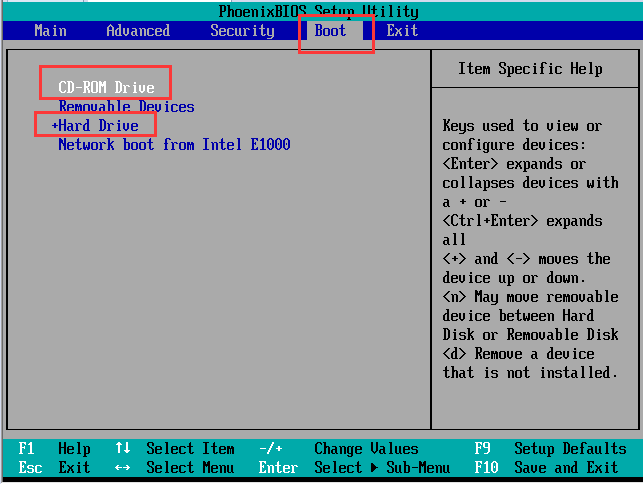 PhoenixBIOS Setup Utility
Main Advanced Security Boot Exit
CD-ROM Drive
Removable Devices
+Hard Drive
Network boot from Intel E1000
Item Specific Help
Keys used to view or
configure devices:
<Enter> expands or
collapses devices with
a + or -
<Ctrl+Enter> expands
all
<+> and <-> moves the
device up or down.
<n> May move removable
device between Hard
Disk or Removable Disk
<d> Remove a device
that is not installed.
F1 Help ↑↓ Select Item -/+ Change Values F9 Setup Defaults
Esc Exit ↔ Select Menu Enter Select ▶ Sub-Menu F10 Save and Exit